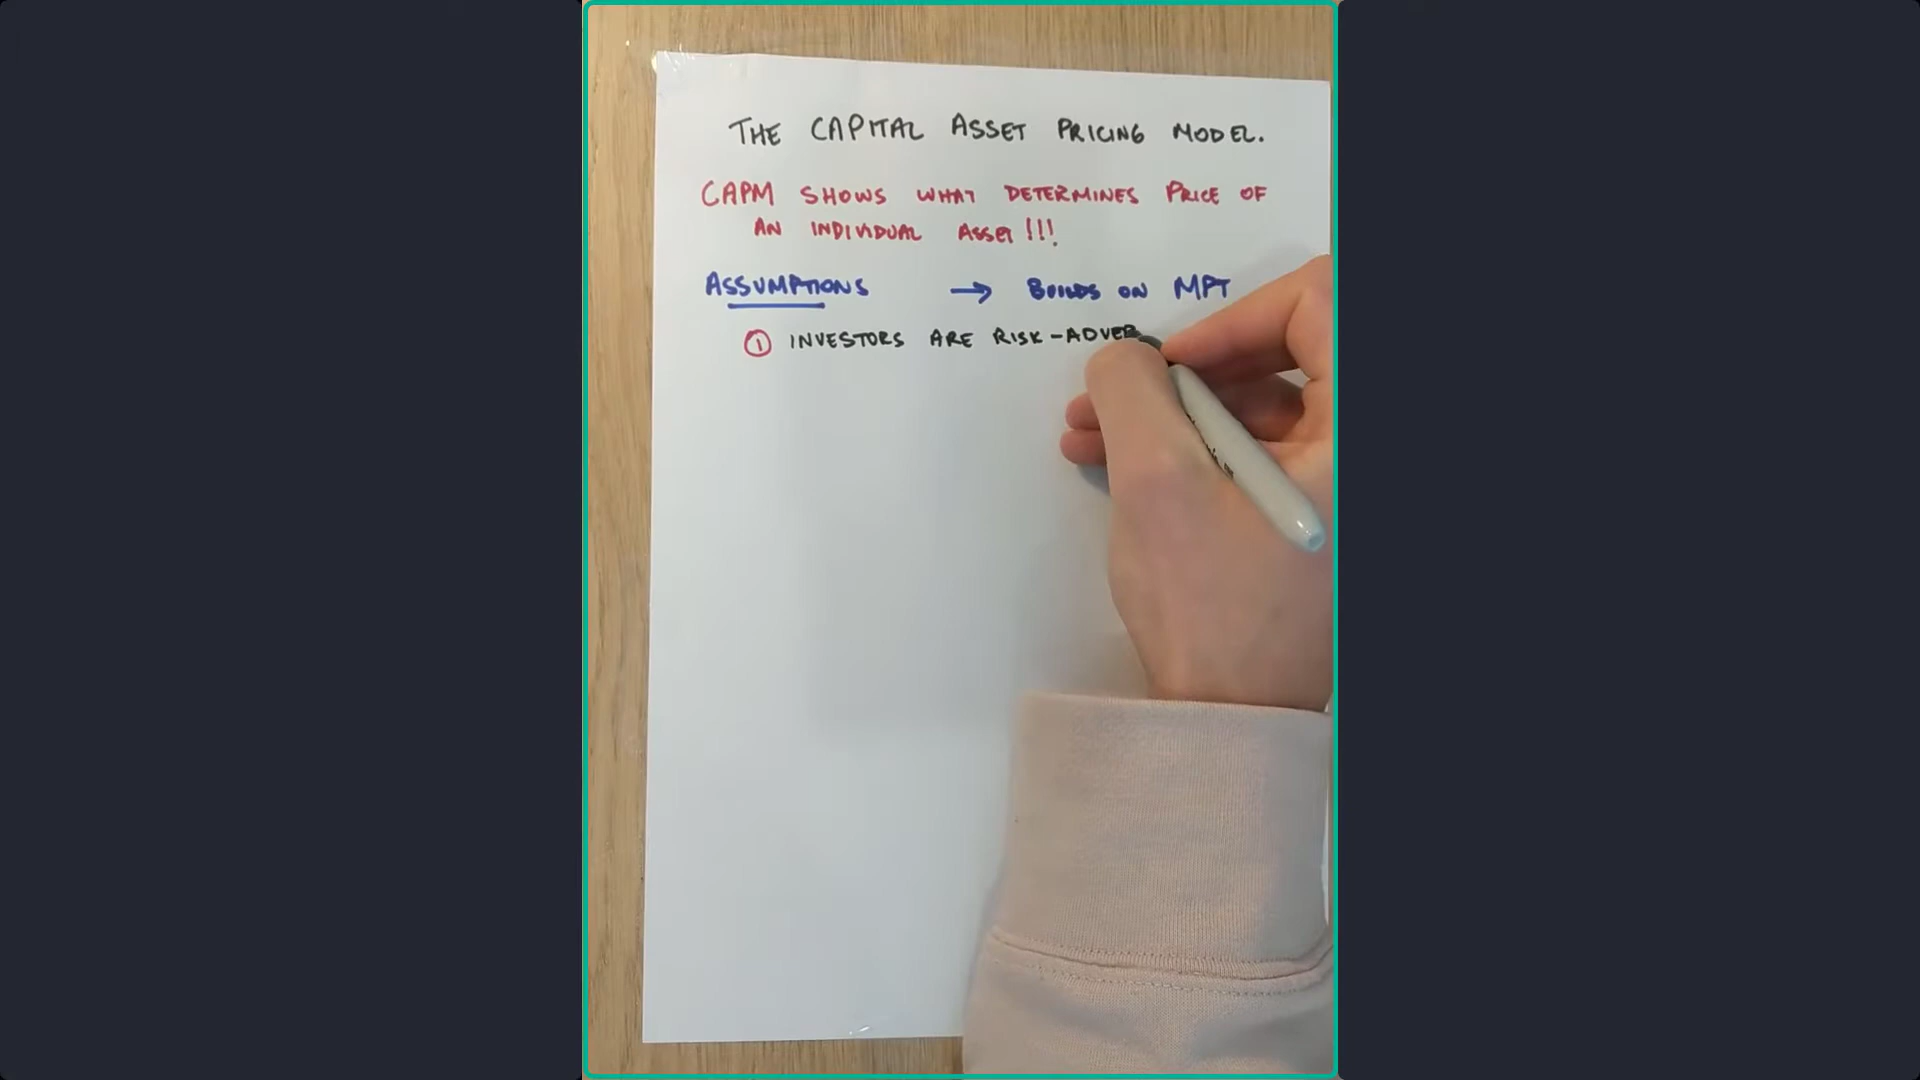 THE CAPITAL ASSET PRICING MODEL.
CAPM SHOWS WHAT DETERMINES PRICE OF
AN INDIVIDUAL ASSET!!!
ASSUMPTIONS → BUILDS ON MPT
① INVESTORS ARE RISK-ADVER